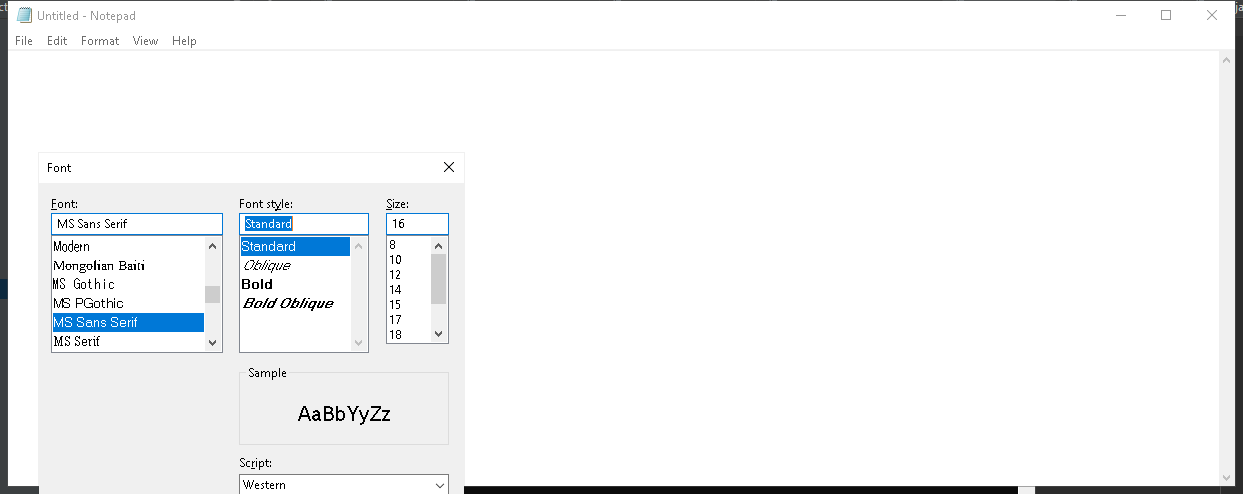 Untitled - Notepad
File Edit Format View Help
Font
Font: Font style: Size:
MS Sans Serif Standard 16
Modern
Mongolian Baiti
MS Gothic
MS PGothic
MS Sans Serif
MS Serif
Standard
Oblique
Bold
Bold Oblique
8
10
12
14
15
17
18
Sample
AaBbYyZz
Script:
Western